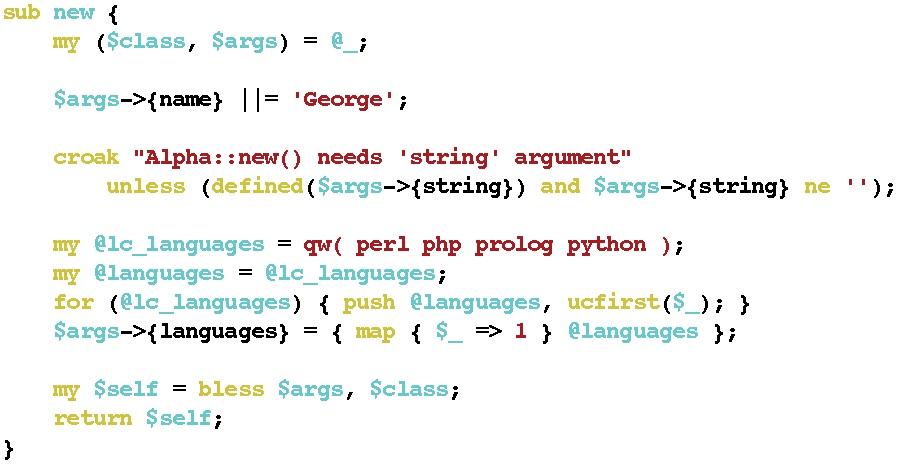 sub new {
    my ($class, $args) = @_;

    $args->{name} ||= 'George';

    croak "Alpha::new() needs 'string' argument"
        unless (defined($args->{string}) and $args->{string} ne '');

    my @lc_languages = qw( perl php prolog python );
    my @languages = @lc_languages;
    for (@lc_languages) { push @languages, ucfirst($_); }
    $args->{languages} = { map { $_ => 1 } @languages };

    my $self = bless $args, $class;
    return $self;
}